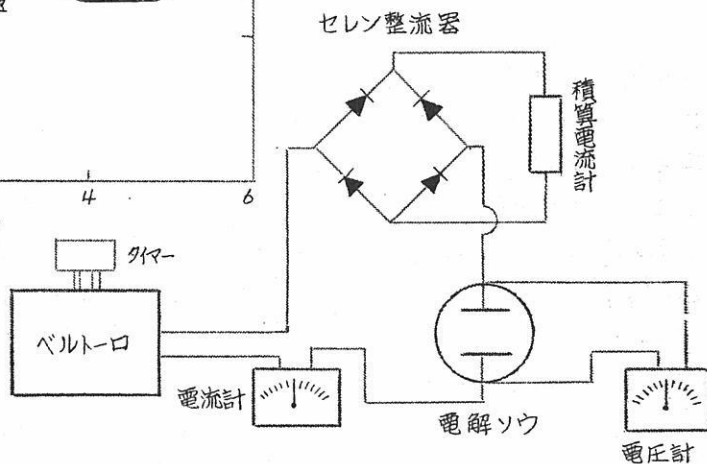 セレン整流器
積算電流計
4
6
タイマー
ベルトーロ
電流計
電解ソウ
電圧計